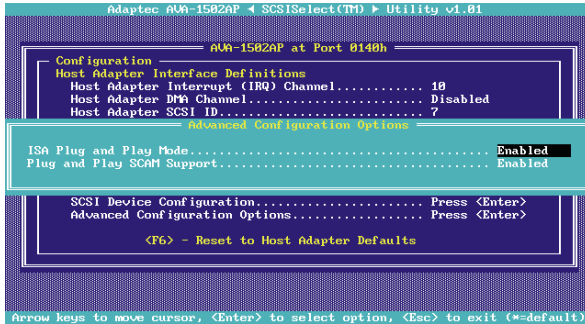 Adaptec AVA-1502AP ◄ SCSISelect(TM) ► Utility v1.01
AVA-1502AP at Port 0140h
Configuration
Host Adapter Interface Definitions
Host Adapter Interrupt (IRQ) Channel............ 10
Host Adapter DMA Channel........................ Disabled
Host Adapter SCSI ID............................ 7
Advanced Configuration Options
ISA Plug and Play Mode...................................... Enabled
Plug and Play SCAM Support.................................. Enabled
SCSI Device Configuration....................... Press <Enter>
Advanced Configuration Options.................. Press <Enter>
<F6> - Reset to Host Adapter Defaults
Arrow keys to move cursor, <Enter> to select option, <Esc> to exit (*=default)